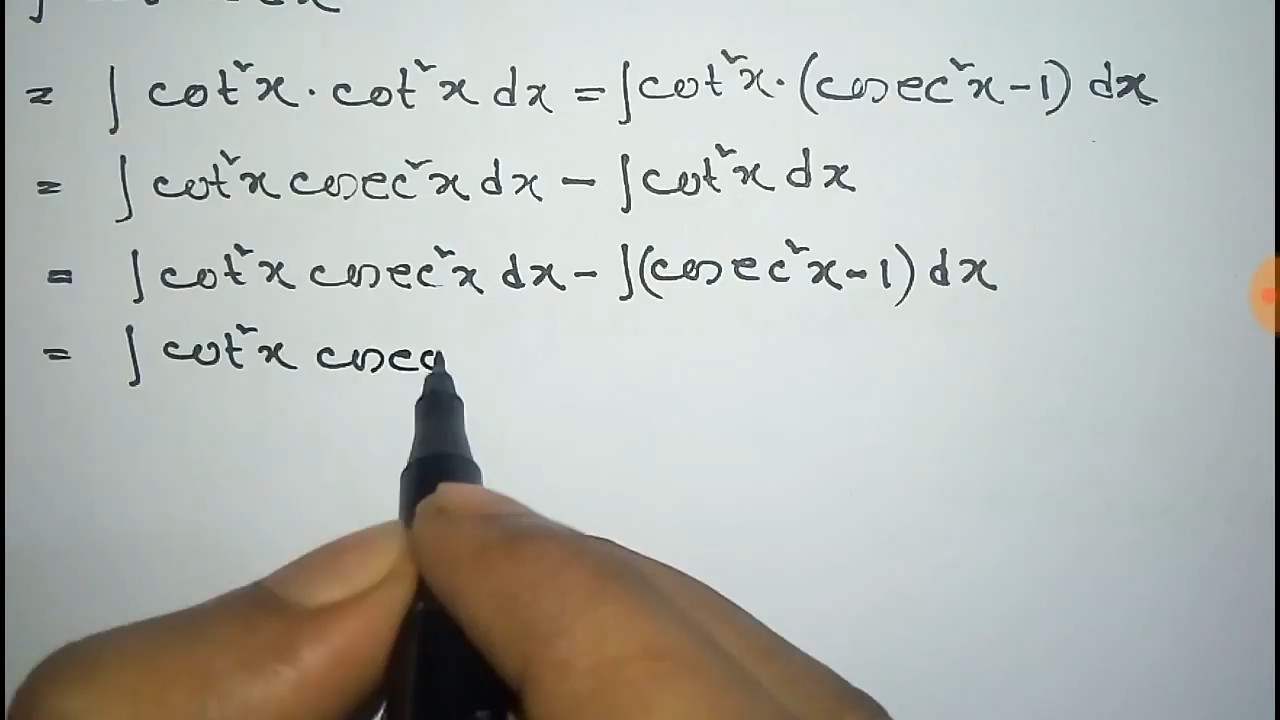 = ∫ cot²x · cot²x dx = ∫cot²x · (cosec²x-1) dx
= ∫ cot²x cosec²x dx - ∫cot²x dx
= ∫ cot²x cosec²x dx - ∫(cosec²x-1) dx
= ∫ cot²x cosec